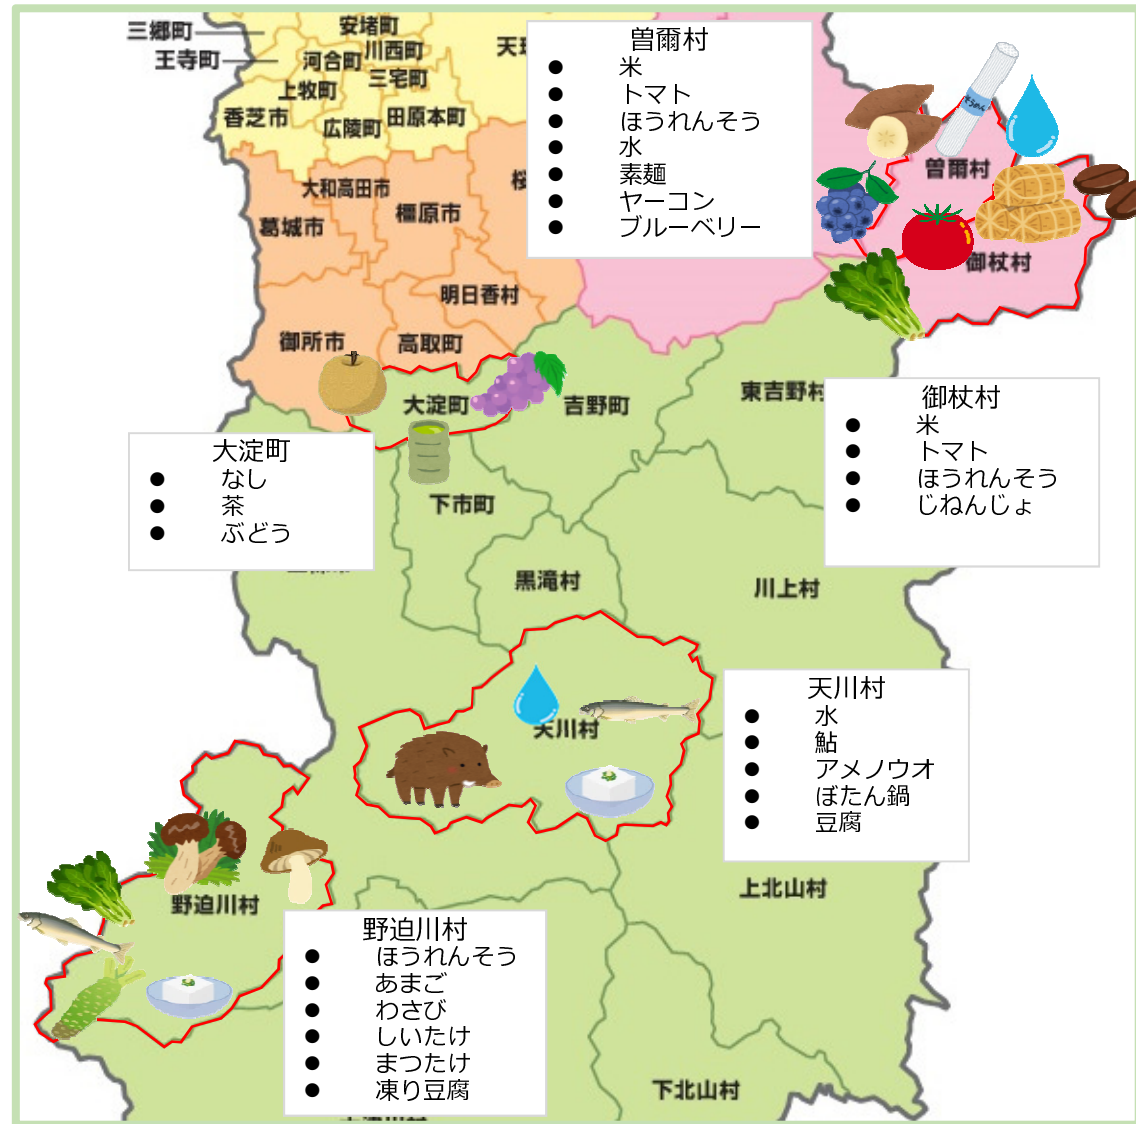 三郷町
王寺町
安堵町
河合町
川西町
上牧町
三宅町
香芝市
広陵町
田原本町
天
曽爾村
● 米
● トマト
● ほうれんそう
● 水
● 素麺
● ヤーコン
● ブルーベリー
そうめん
曽爾村
御杖村
大和高田市
葛城市
橿原市
桜
明日香村
御所市
高取町
大淀町
吉野町
東吉野村
御杖村
● 米
● トマト
● ほうれんそう
● じねんじょ
大淀町
● なし
● 茶
● ぶどう
下市町
黒滝村
川上村
天川村
天川村
● 水
● 鮎
● アメノウオ
● ぼたん鍋
● 豆腐
野迫川村
上北山村
野迫川村
● ほうれんそう
● あまご
● わさび
● しいたけ
● まつたけ
● 凍り豆腐
下北山村